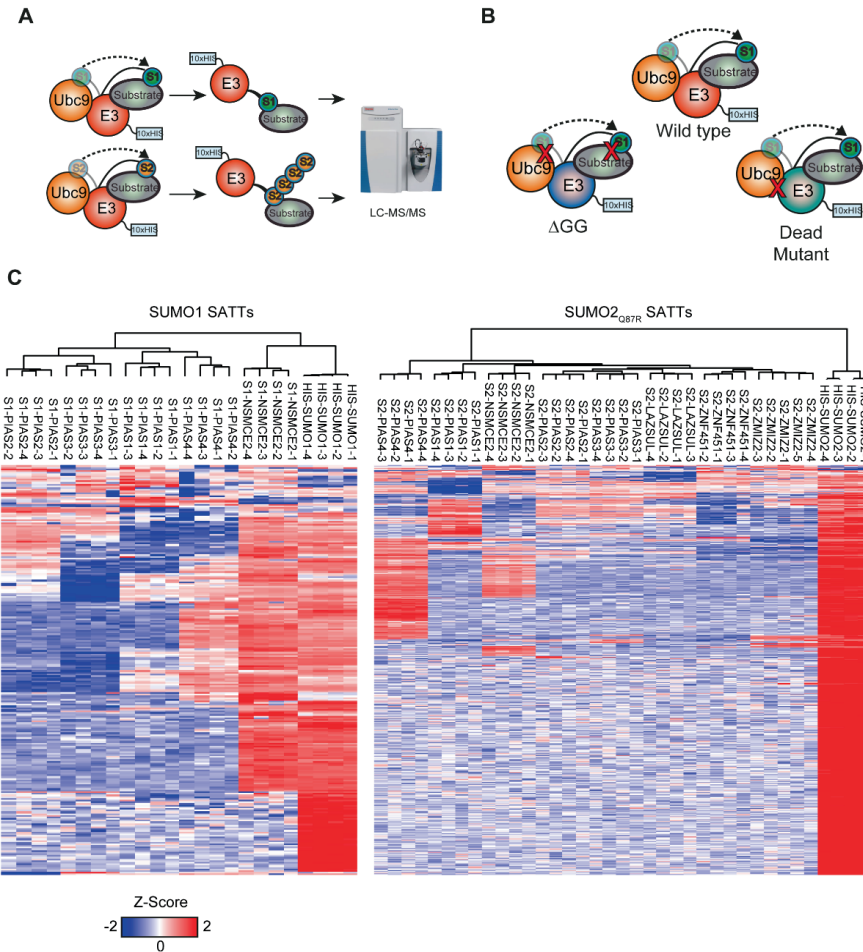 A
S1
S1
Ubc9
Substrate
E3
10xHIS
10xHIS
E3
S1
Substrate
S2
S2
Ubc9
Substrate
E3
10xHIS
10xHIS
E3
S2
S2
S2
S2
Substrate
LC-MS/MS
B
S1
S1
Ubc9
Substrate
E3
10xHIS
Wild type
S1
S1
Ubc9
Substrate
E3
10xHIS
ΔGG
S1
S1
Ubc9
Substrate
E3
10xHIS
Dead
Mutant
C
SUMO1 SATTs
S1-PIAS2-2
S1-PIAS2-4
S1-PIAS2-3
S1-PIAS2-1
S1-PIAS3-2
S1-PIAS3-3
S1-PIAS3-4
S1-PIAS3-1
S1-PIAS1-3
S1-PIAS1-4
S1-PIAS1-2
S1-PIAS1-1
S1-PIAS4-4
S1-PIAS4-3
S1-PIAS4-1
S1-PIAS4-2
S1-NSMCE2-4
S1-NSMCE2-3
S1-NSMCE2-2
S1-NSMCE2-1
HIS-SUMO1-4
HIS-SUMO1-3
HIS-SUMO1-2
HIS-SUMO1-1
SUMO2Q87R SATTs
S2-PIAS4-3
S2-PIAS4-2
S2-PIAS4-1
S2-PIAS4-4
S2-PIAS1-4
S2-PIAS1-3
S2-PIAS1-2
S2-PIAS1-1
S2-NSMCE2-4
S2-NSMCE2-3
S2-NSMCE2-2
S2-NSMCE2-1
S2-PIAS2-3
S2-PIAS2-2
S2-PIAS2-4
S2-PIAS2-1
S2-PIAS3-4
S2-PIAS3-3
S2-PIAS3-2
S2-PIAS3-1
S2-LAZSUL-4
S2-LAZSUL-2
S2-LAZSUL-1
S2-LAZSUL-3
S2-ZNF451-2
S2-ZNF451-1
S2-ZNF451-3
S2-ZNF451-4
S2-ZMIZ2-3
S2-ZMIZ2-2
S2-ZMIZ2-1
S2-ZMIZ2-5
S2-ZMIZ2-4
HIS-SUMO2-4
HIS-SUMO2-3
HIS-SUMO2-2
Z-Score
-2
2
0